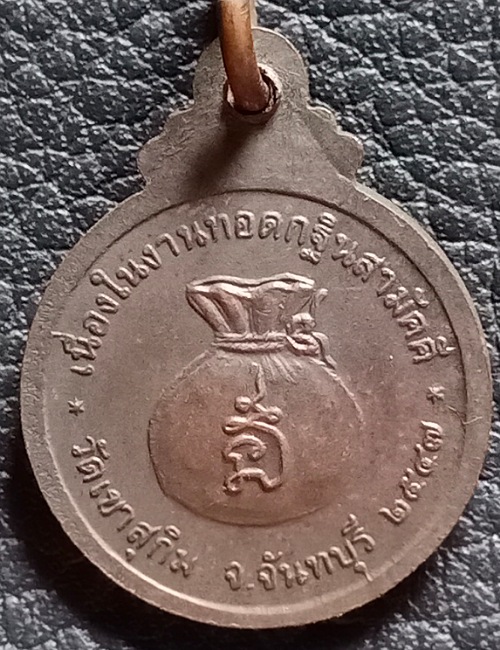 เนื่องในงานทอดกฐินสามัคคี
วัดเขาสุกิม จ.จันทบุรี ๒๕๔๗